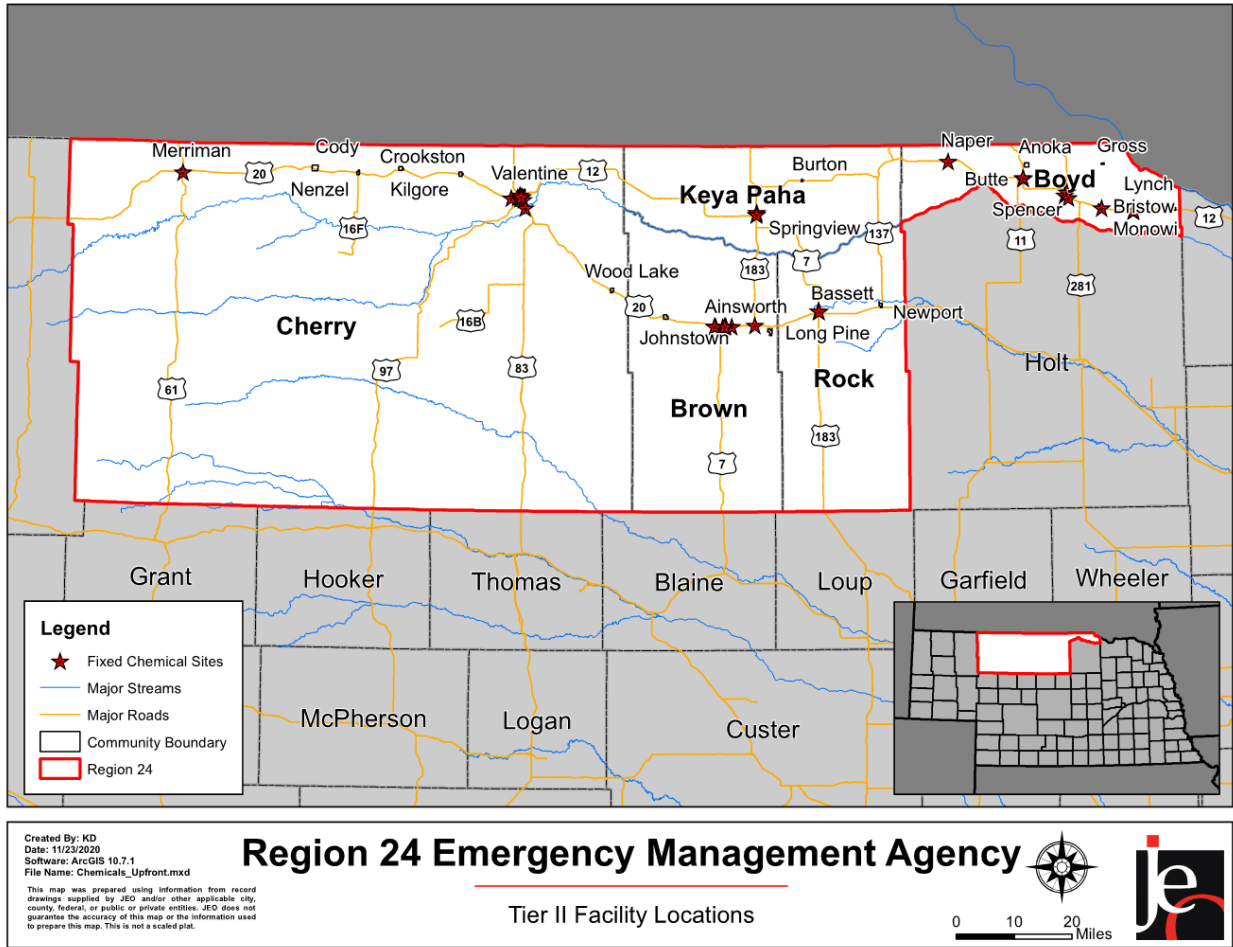 Merriman
Cody
Crookston
20
Nenzel
Kilgore
Valentine
12
16F
Burton
Keya Paha
Springview
137
Naper
Anoka
Gross
Butte
Boyd
Lynch
Spencer
Bristow
Monowi
12
11
281
Wood Lake
183
7
20
Ainsworth
Bassett
Newport
Johnstown
Long Pine
Cherry
16B
97
83
61
Holt
Rock
Brown
183
7
Grant
Hooker
Thomas
Blaine
Loup
Garfield
Wheeler
McPherson
Logan
Custer
Legend
Fixed Chemical Sites
Major Streams
Major Roads
Community Boundary
Region 24
Created By: KD
Date: 11/23/2020
Software: ArcGIS 10.7.1
File Name: Chemicals_Upfront.mxd
This map was prepared using information from record
drawings supplied by JEO and/or other applicable city,
county, federal, or public or private entities. JEO does not
guarantee the accuracy of this map or the information used
to prepare this map. This is not a scaled plat.
Region 24 Emergency Management Agency
Tier II Facility Locations
0 10 20
Miles
jeo